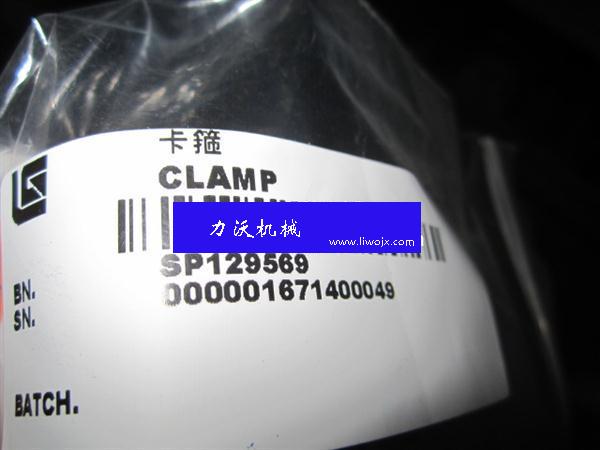 卡箍
CLAMP
力沃机械
www.liwojx.com
SP129569
BN.
000001671400049
SN.
BATCH.